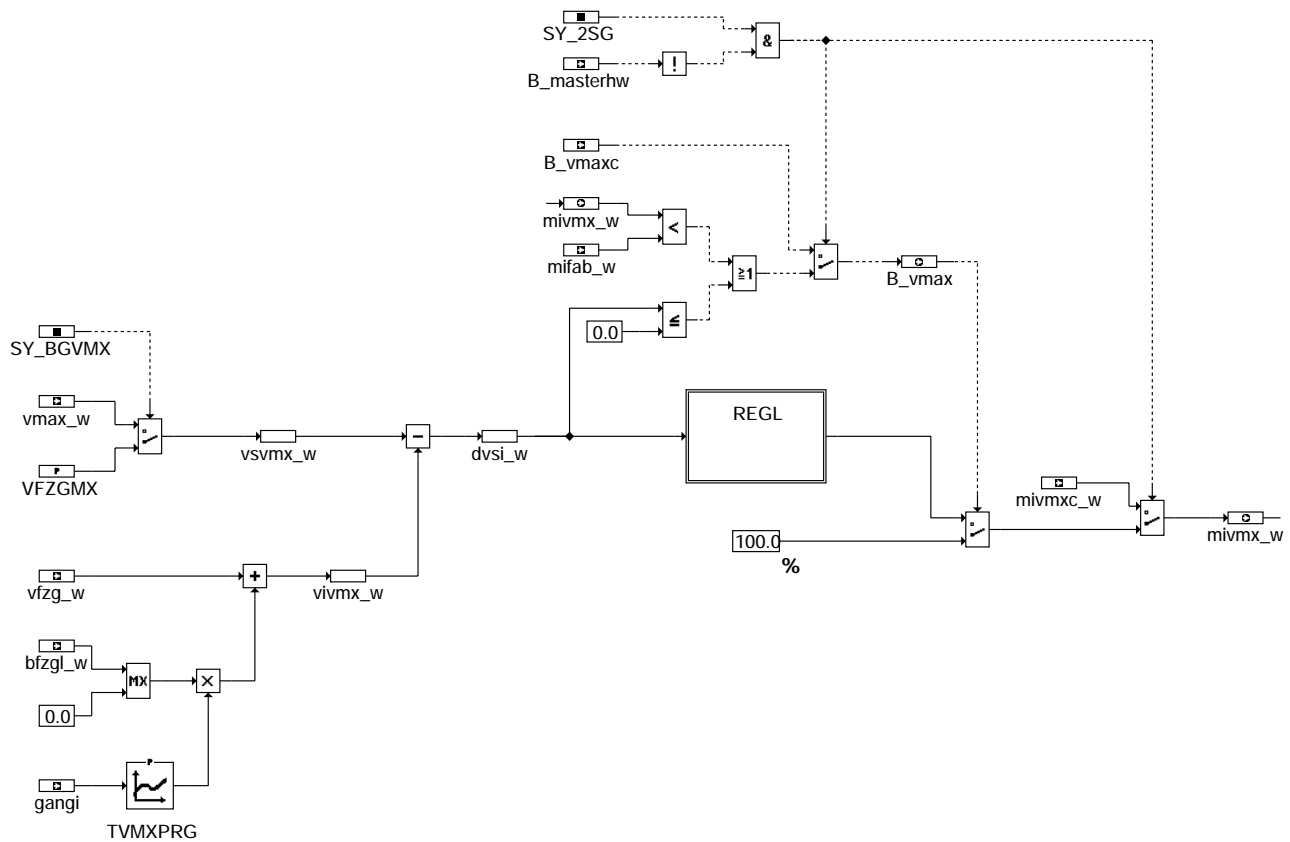 SY_2SG
&
B_masterhw
!
B_vmaxc
mivmx_w
<
mifab_w
≥1
B_vmax
0.0
≤
SY_BGVMX
vmax_w
P
VFZGMX
vsvmx_w
−
dvsi_w
REGL
mivmxc_w
mivmx_w
100.0
%
vfzg_w
+
vivmx_w
bfzgl_w
MX
×
0.0
P
gangi
TVMXPRG